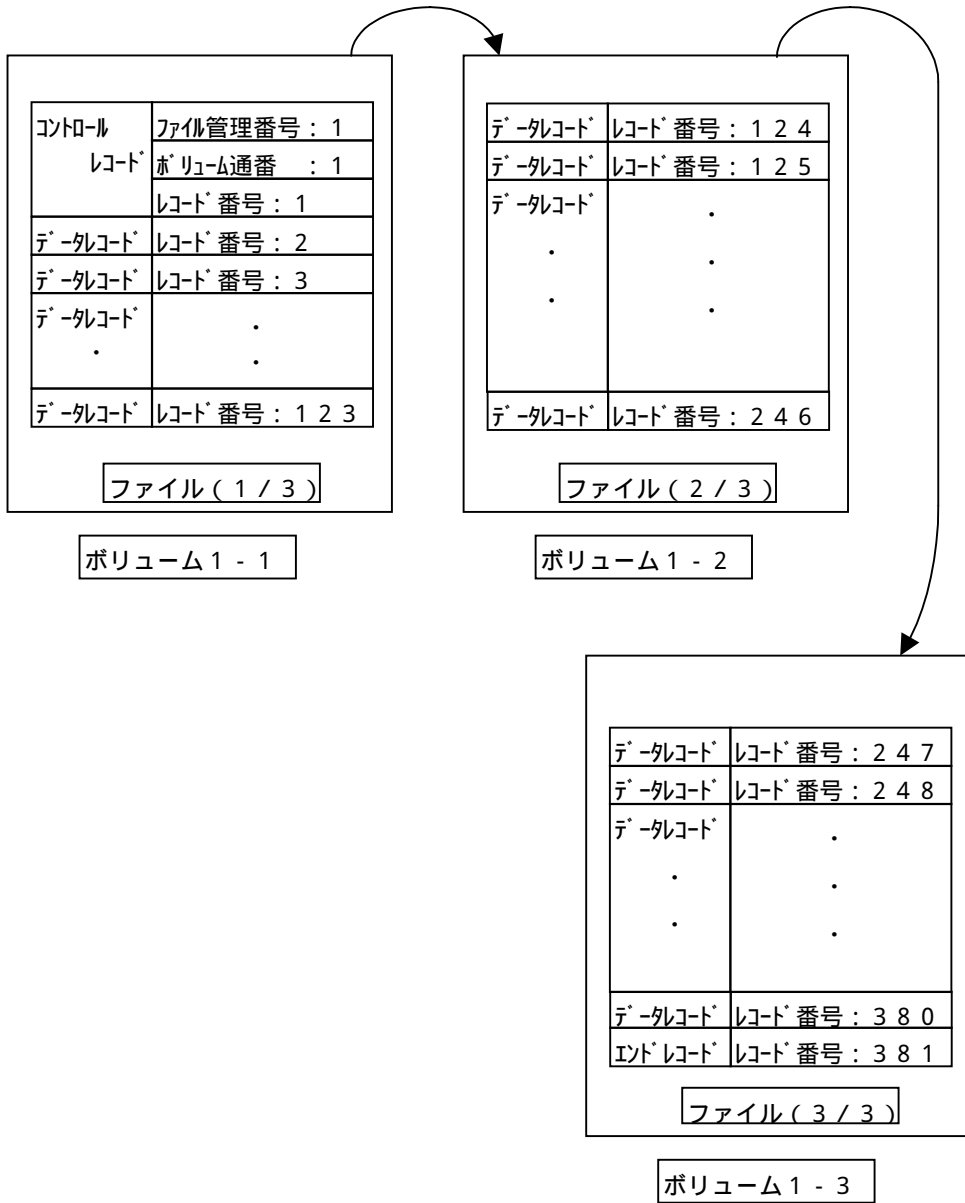 コントロール ファイル管理番号：1
レコード ボリューム通番　：1
レコード番号：1
データレコード レコード番号：2
データレコード レコード番号：3
データレコード ・
・ ・
データレコード レコード番号：123
ファイル(1/3)
ボリューム1-1
データレコード レコード番号：124
データレコード レコード番号：125
データレコード ・
・ ・
・ ・
データレコード レコード番号：246
ファイル(2/3)
ボリューム1-2
データレコード レコード番号：247
データレコード レコード番号：248
データレコード ・
・ ・
・ ・
データレコード レコード番号：380
エンドレコード レコード番号：381
ファイル(3/3)
ボリューム1-3